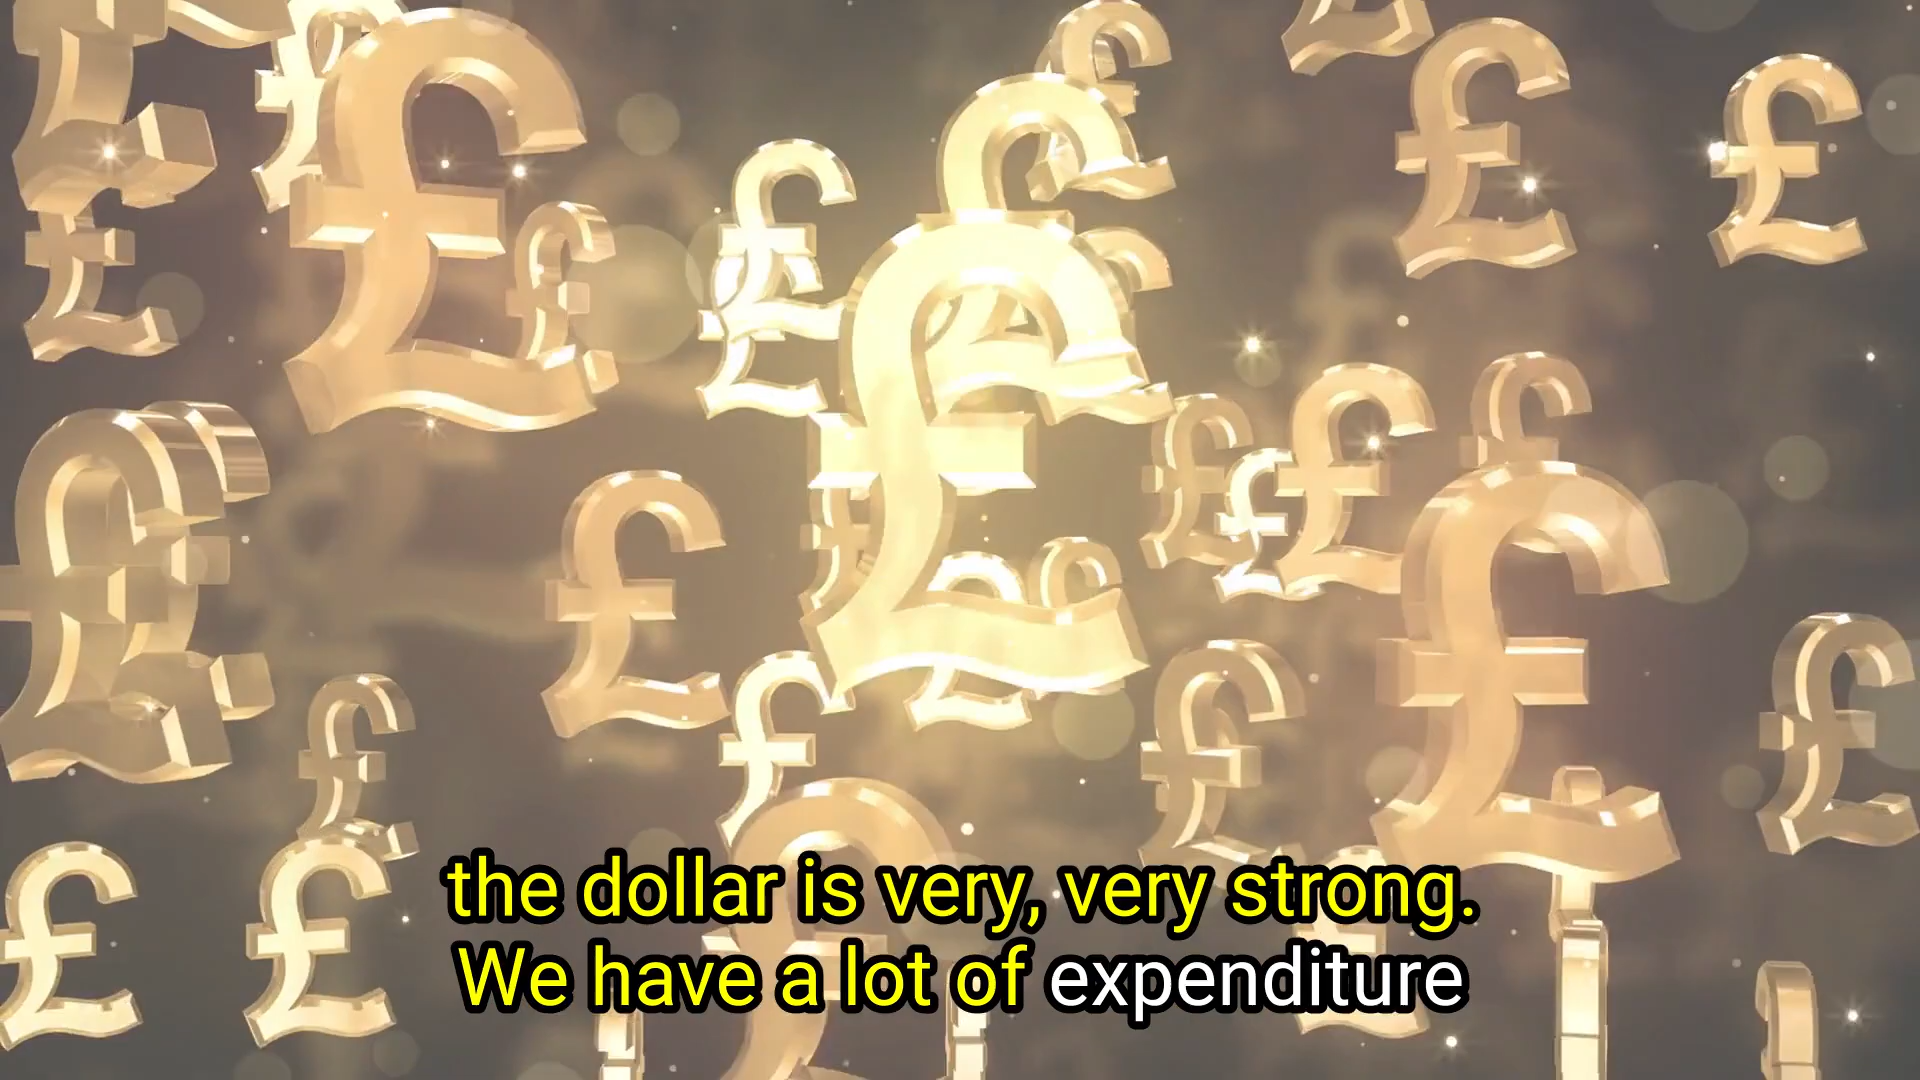 the dollar is very, very strong.
We have a lot of expenditure